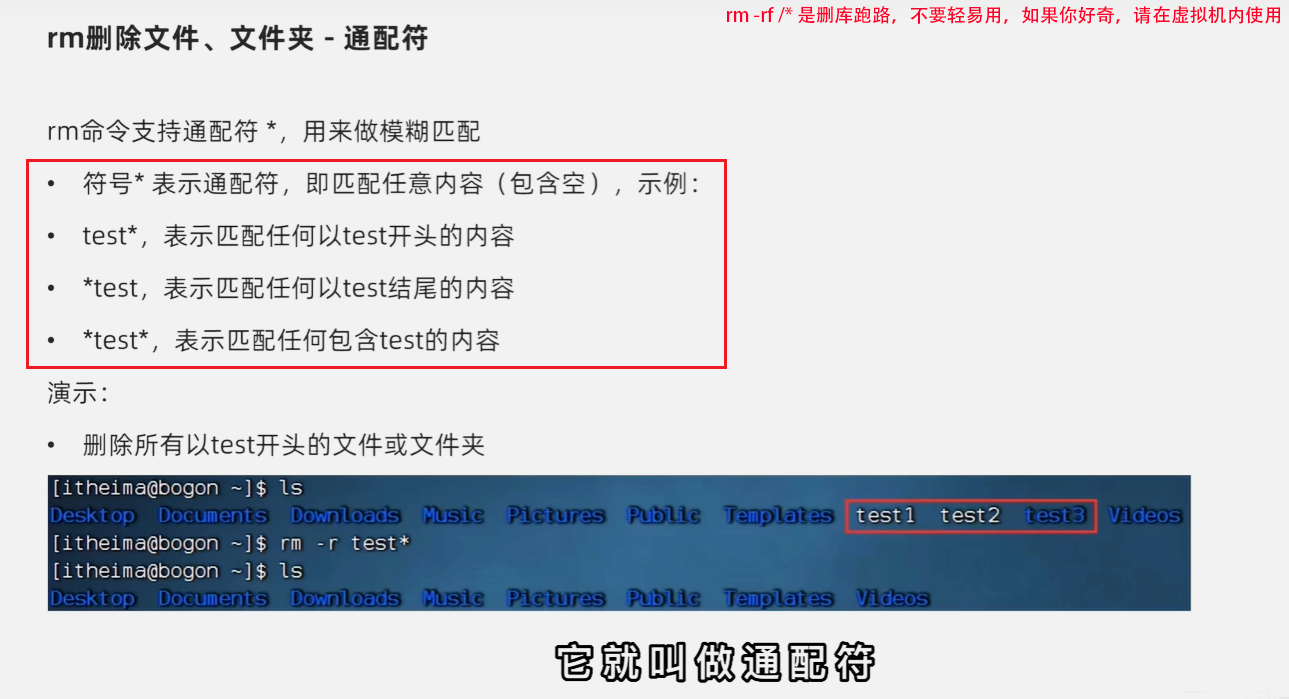 rm -rf /* 是删库跑路，不要轻易用，如果你好奇，请在虚拟机内使用
rm删除文件、文件夹 - 通配符
rm命令支持通配符 *，用来做模糊匹配
• 符号* 表示通配符，即匹配任意内容（包含空），示例：
• test*，表示匹配任何以test开头的内容
• *test，表示匹配任何以test结尾的内容
• *test*，表示匹配任何包含test的内容
演示：
• 删除所有以test开头的文件或文件夹
[itheima@bogon ~]$ ls
Desktop Documents Downloads Music Pictures Public Templates test1 test2 test3 Videos
[itheima@bogon ~]$ rm -r test*
[itheima@bogon ~]$ ls
Desktop Documents Downloads Music Pictures Public Templates Videos
它就叫做通配符